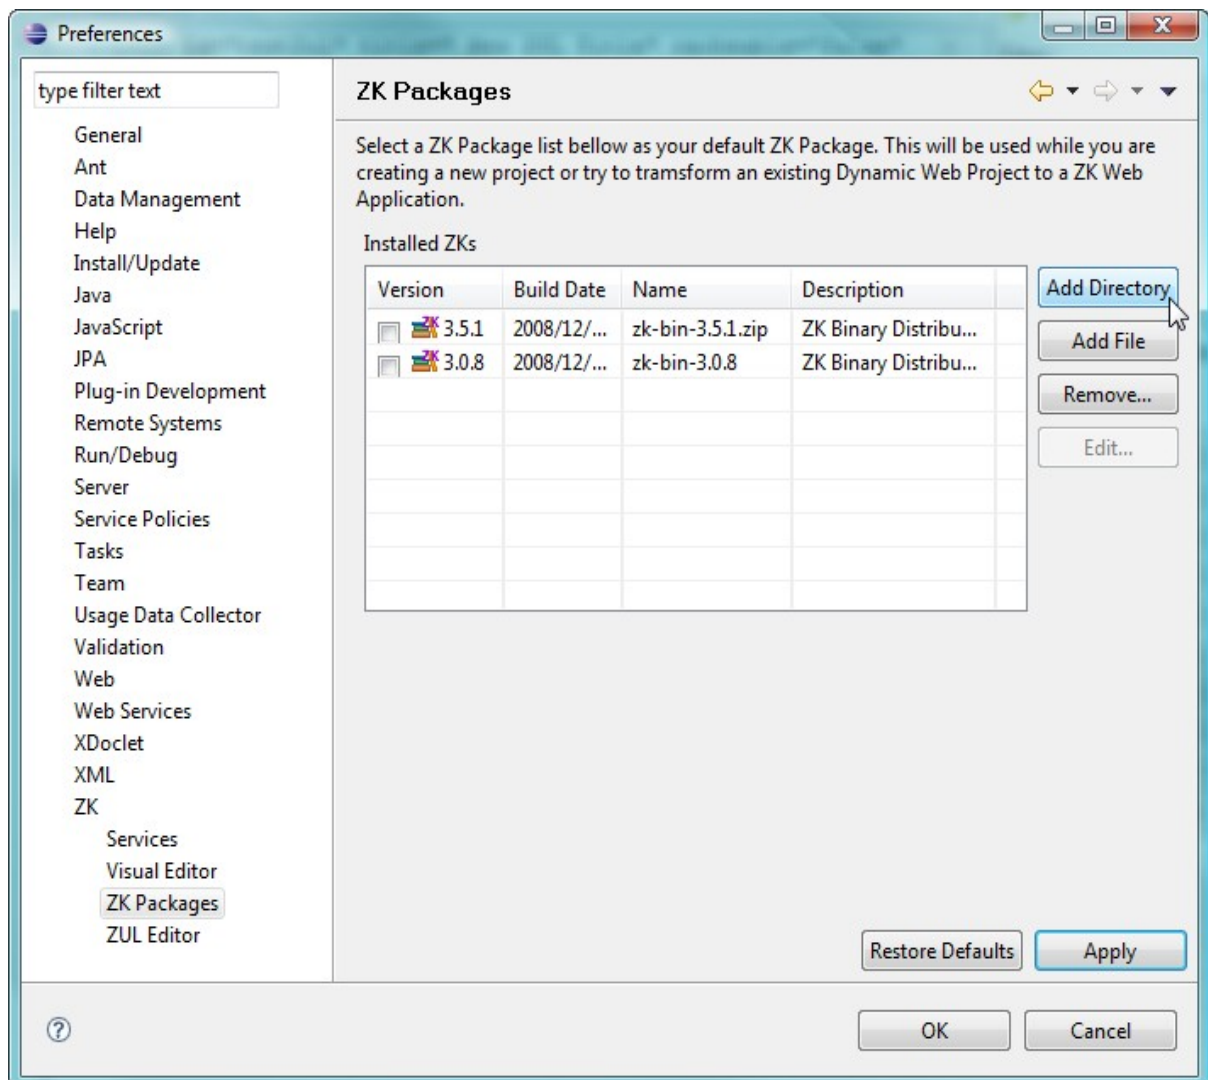 Preferences
type filter text
General
Ant
Data Management
Help
Install/Update
Java
JavaScript
JPA
Plug-in Development
Remote Systems
Run/Debug
Server
Service Policies
Tasks
Team
Usage Data Collector
Validation
Web
Web Services
XDoclet
XML
ZK
Services
Visual Editor
ZK Packages
ZUL Editor
ZK Packages
Select a ZK Package list bellow as your default ZK Package. This will be used while you are
creating a new project or try to tramsform an existing Dynamic Web Project to a ZK Web
Application.
Installed ZKs
Version Build Date Name Description
3.5.1 2008/12/... zk-bin-3.5.1.zip ZK Binary Distribu...
3.0.8 2008/12/... zk-bin-3.0.8 ZK Binary Distribu...
Add Directory
Add File
Remove...
Edit...
Restore Defaults Apply
OK Cancel